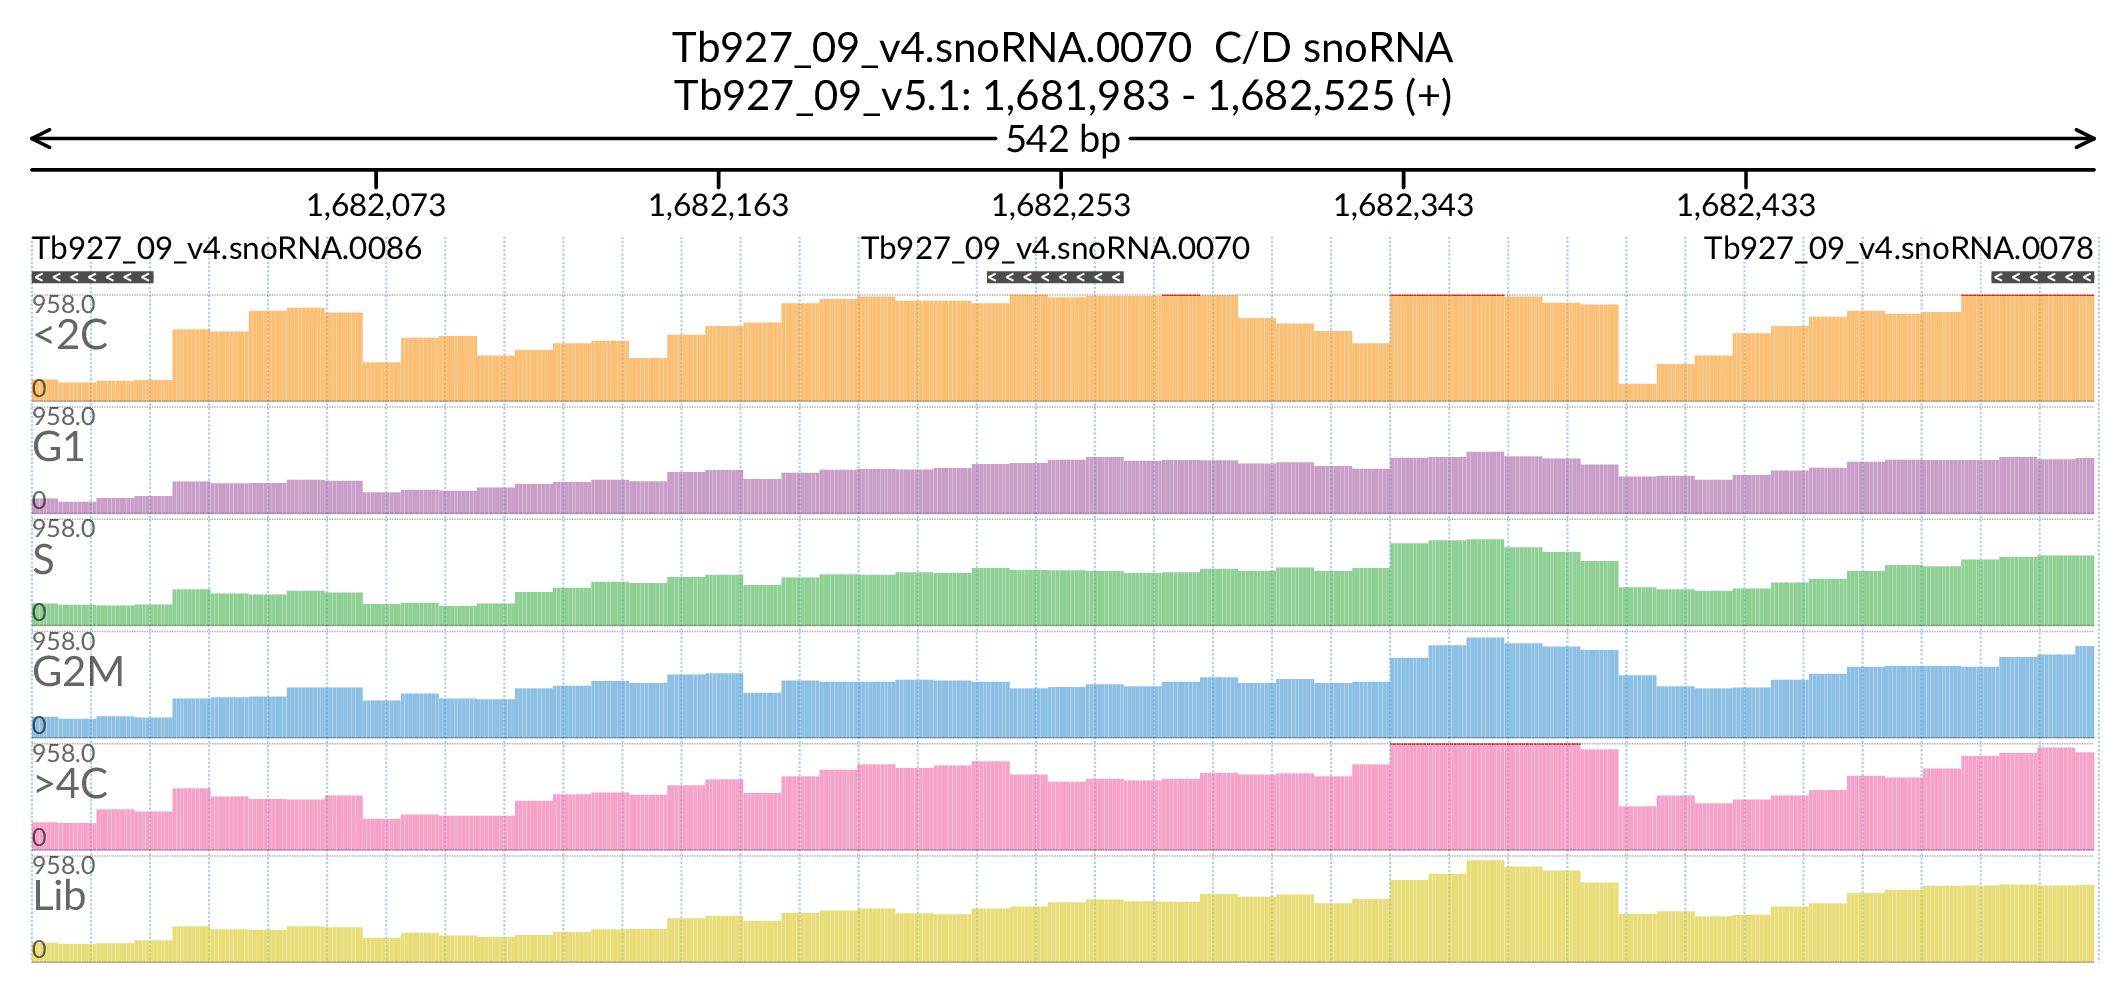 Tb927_09_v4.snoRNA.0070  C/D snoRNA
Tb927_09_v5.1: 1,681,983 - 1,682,525 (+)
542 bp
1,682,073 1,682,163 1,682,253 1,682,343 1,682,433
Tb927_09_v4.snoRNA.0086 Tb927_09_v4.snoRNA.0070 Tb927_09_v4.snoRNA.0078
958.0
<2C
0
958.0
G1
0
958.0
S
0
958.0
G2M
0
958.0
>4C
0
958.0
Lib
0